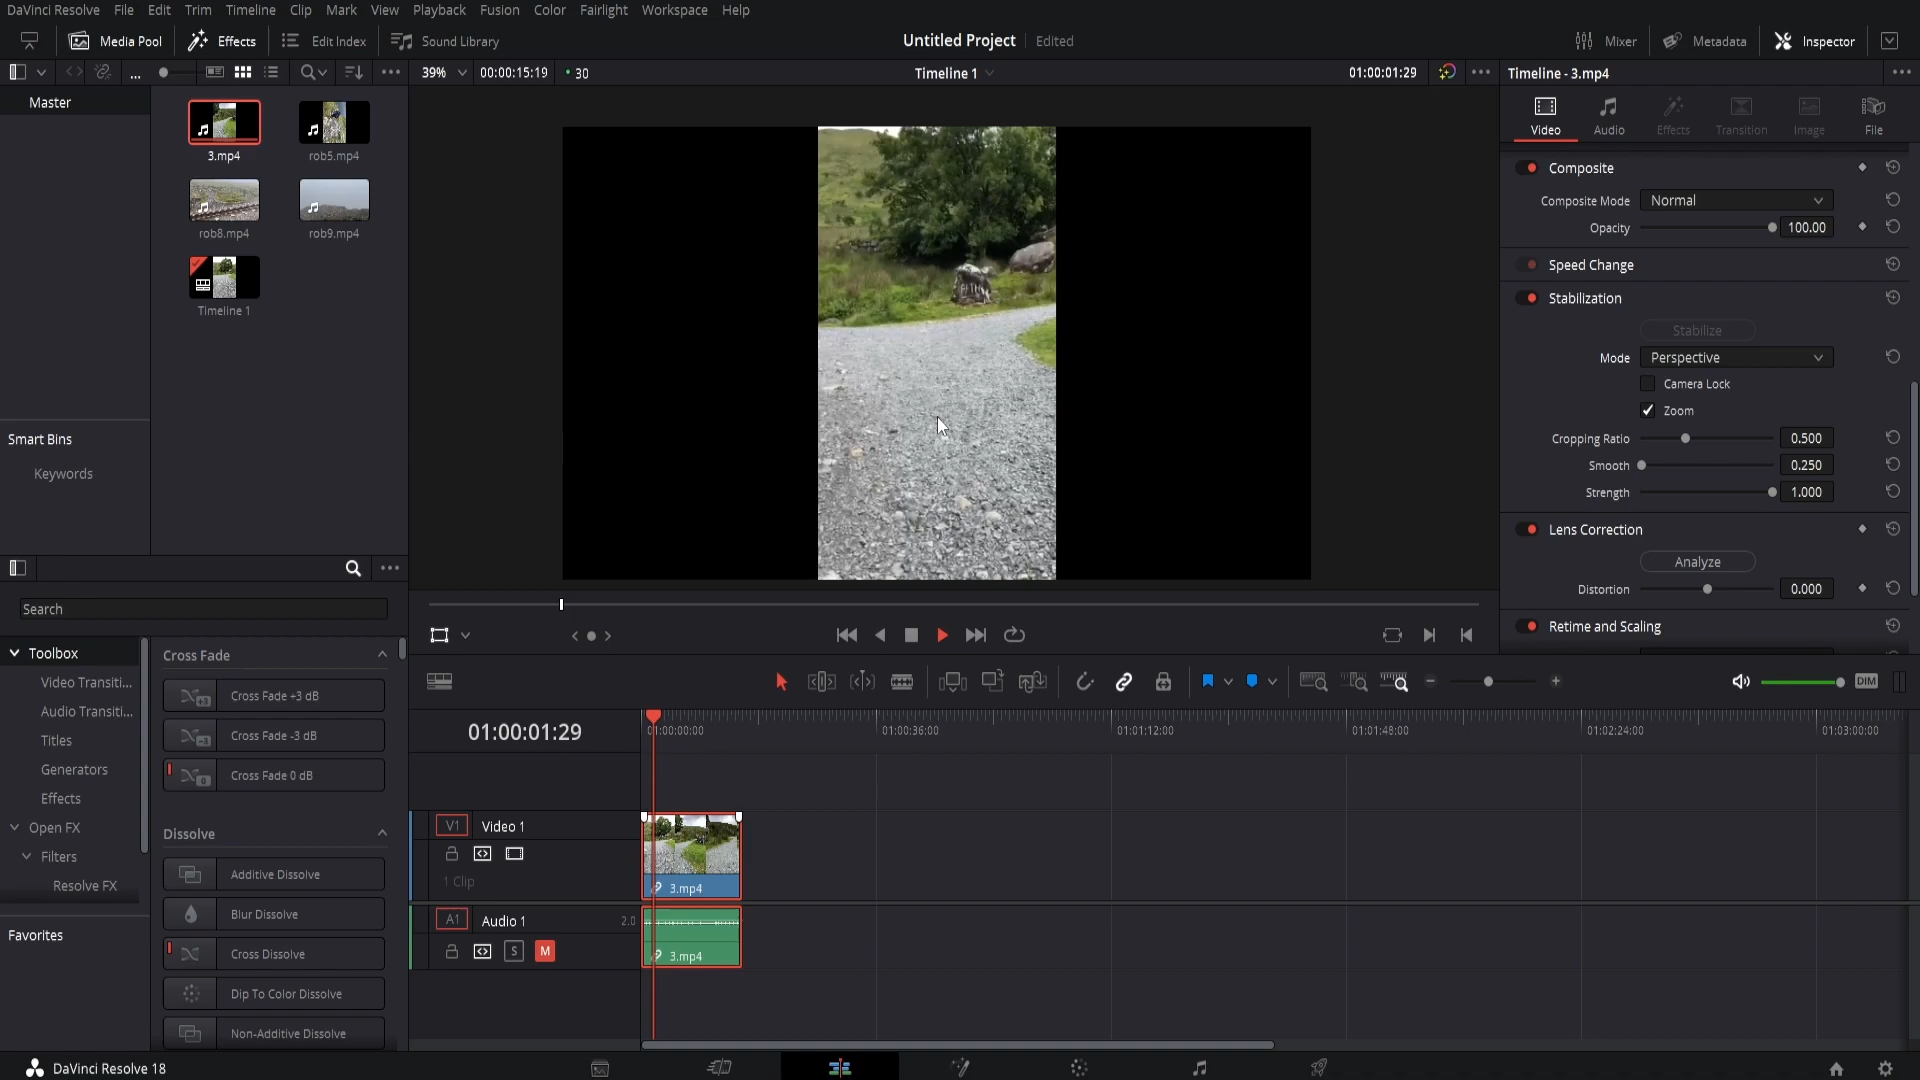 DaVinci Resolve File Edit Trim Timeline Clip Mark View Playback Fusion Color Fairlight Workspace Help
Media Pool Effects Edit Index Sound Library Untitled Project Edited Mixer Metadata Inspector
39% 00:00:15:19 30 Timeline 1 01:00:01:29 Timeline - 3.mp4
Master
3.mp4 rob5.mp4
rob8.mp4 rob9.mp4
Timeline 1
Smart Bins
Keywords
Video Audio Effects Transition Image File
Composite
Composite Mode Normal
Opacity 100.00
Speed Change
Stabilization
Stabilize
Mode Perspective
Camera Lock
Zoom
Cropping Ratio 0.500
Smooth 0.250
Strength 1.000
Lens Correction
Analyze
Distortion 0.000
Retime and Scaling
Search
Toolbox
Video Transiti...
Audio Transiti...
Titles
Generators
Effects
Open FX
Filters
Resolve FX
Favorites
Cross Fade
+3 Cross Fade +3 dB
-3 Cross Fade -3 dB
0 Cross Fade 0 dB
Dissolve
Additive Dissolve
Blur Dissolve
Cross Dissolve
Dip To Color Dissolve
Non-Additive Dissolve
DIM
01:00:01:29
01:00:00:00 01:00:36:00 01:01:12:00 01:01:48:00 01:02:24:00 01:03:00:00
V1 Video 1
1 Clip
3.mp4
A1 Audio 1 2.0
S M
3.mp4
DaVinci Resolve 18